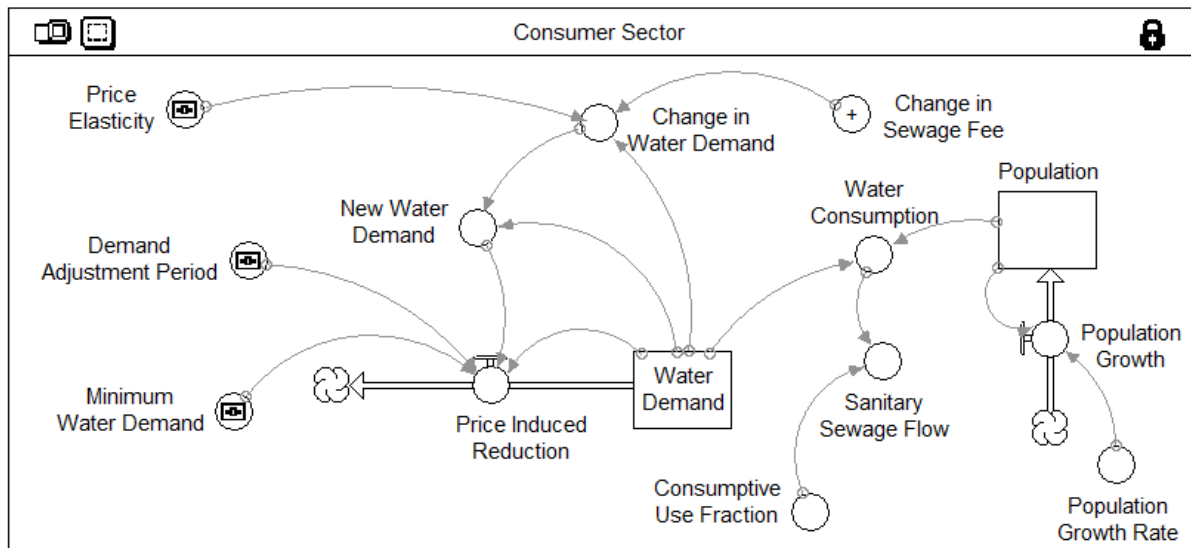 Consumer Sector
Price
Elasticity
Change in
Water Demand
+
Change in
Sewage Fee
Population
New Water
Demand
Water
Consumption
Demand
Adjustment Period
Minimum
Water Demand
Price Induced
Reduction
Water
Demand
Sanitary
Sewage Flow
Population
Growth
Consumptive
Use Fraction
Population
Growth Rate